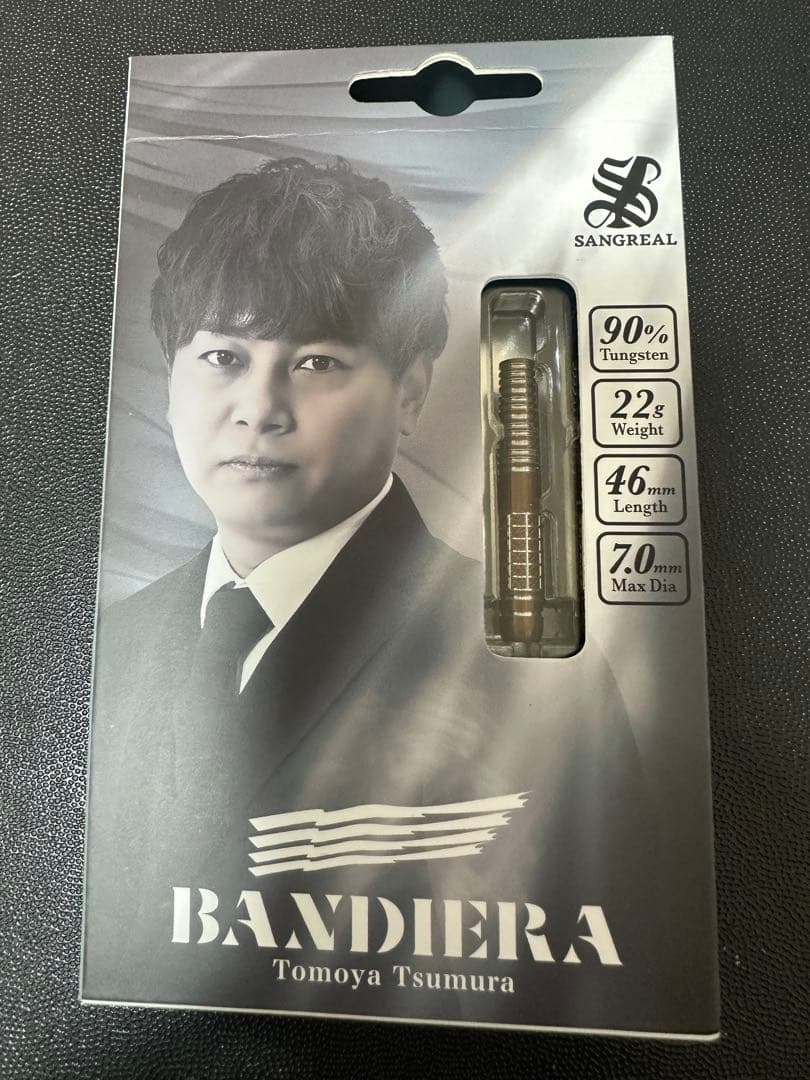 SANGREAL
90%
Tungsten
22g
Weight
46mm
Length
7.0mm
Max Dia
BANDIERA
Tomoya Tsumura